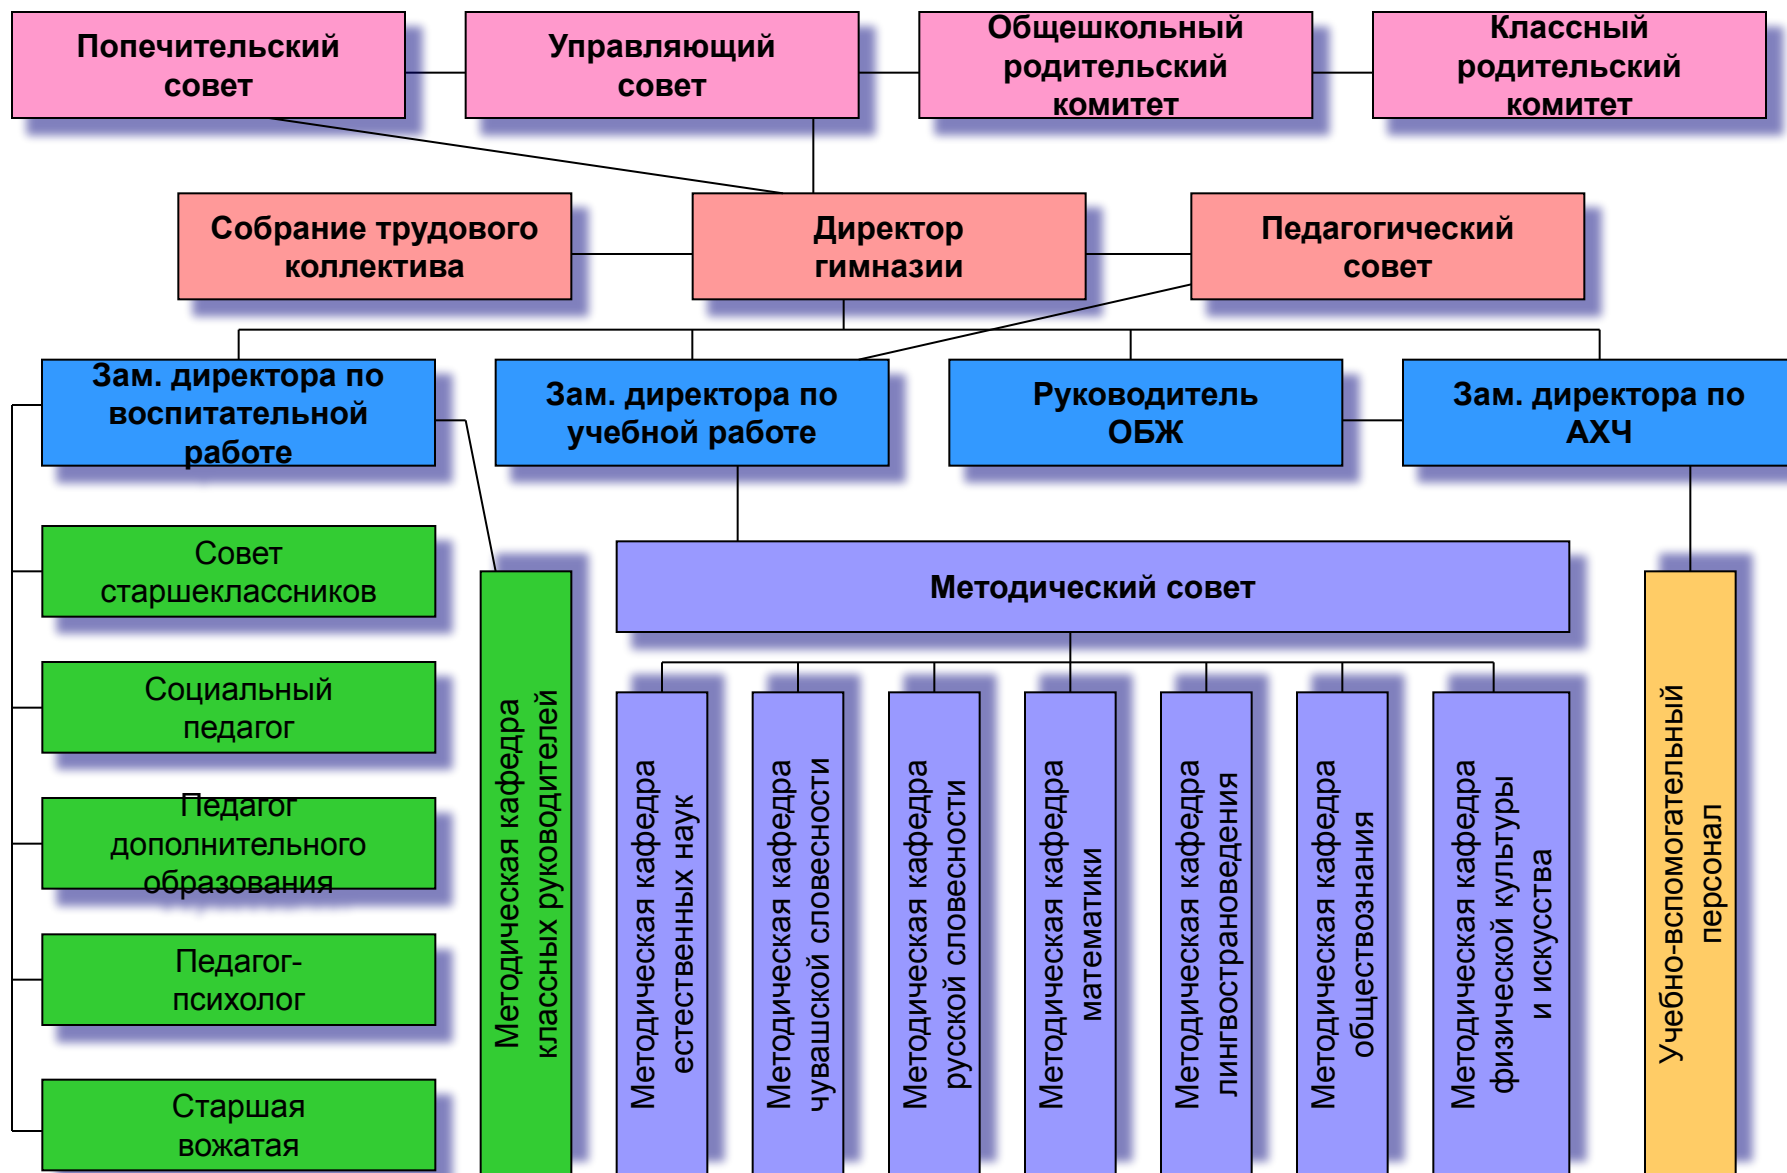 Попечительский
совет
Управляющий
совет
Общешкольный
родительский
комитет
Классный
родительский
комитет
Собрание трудового
коллектива
Директор
гимназии
Педагогический
совет
Зам. директора по
воспитательной
работе
Зам. директора по
учебной работе
Руководитель
ОБЖ
Зам. директора по
АХЧ
Совет
старшеклассников
Социальный
педагог
Педагог
дополнительного
образования
Педагог-
психолог
Старшая
вожатая
Методическая кафедра
классных руководителей
Методический совет
Методическая кафедра
естественных наук
Методическая кафедра
чувашской словесности
Методическая кафедра
русской словесности
Методическая кафедра
математики
Методическая кафедра
лингвострановедения
Методическая кафедра
обществознания
Методическая кафедра
физической культуры
и искусства
Учебно-вспомогательный
персонал